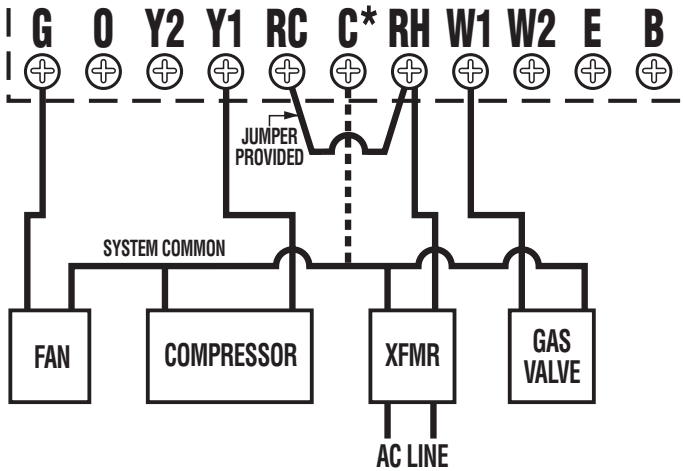 G O Y2 Y1 RC C* RH W1 W2 E B
JUMPER
PROVIDED
SYSTEM COMMON
FAN
COMPRESSOR
XFMR
GAS
VALVE
AC LINE